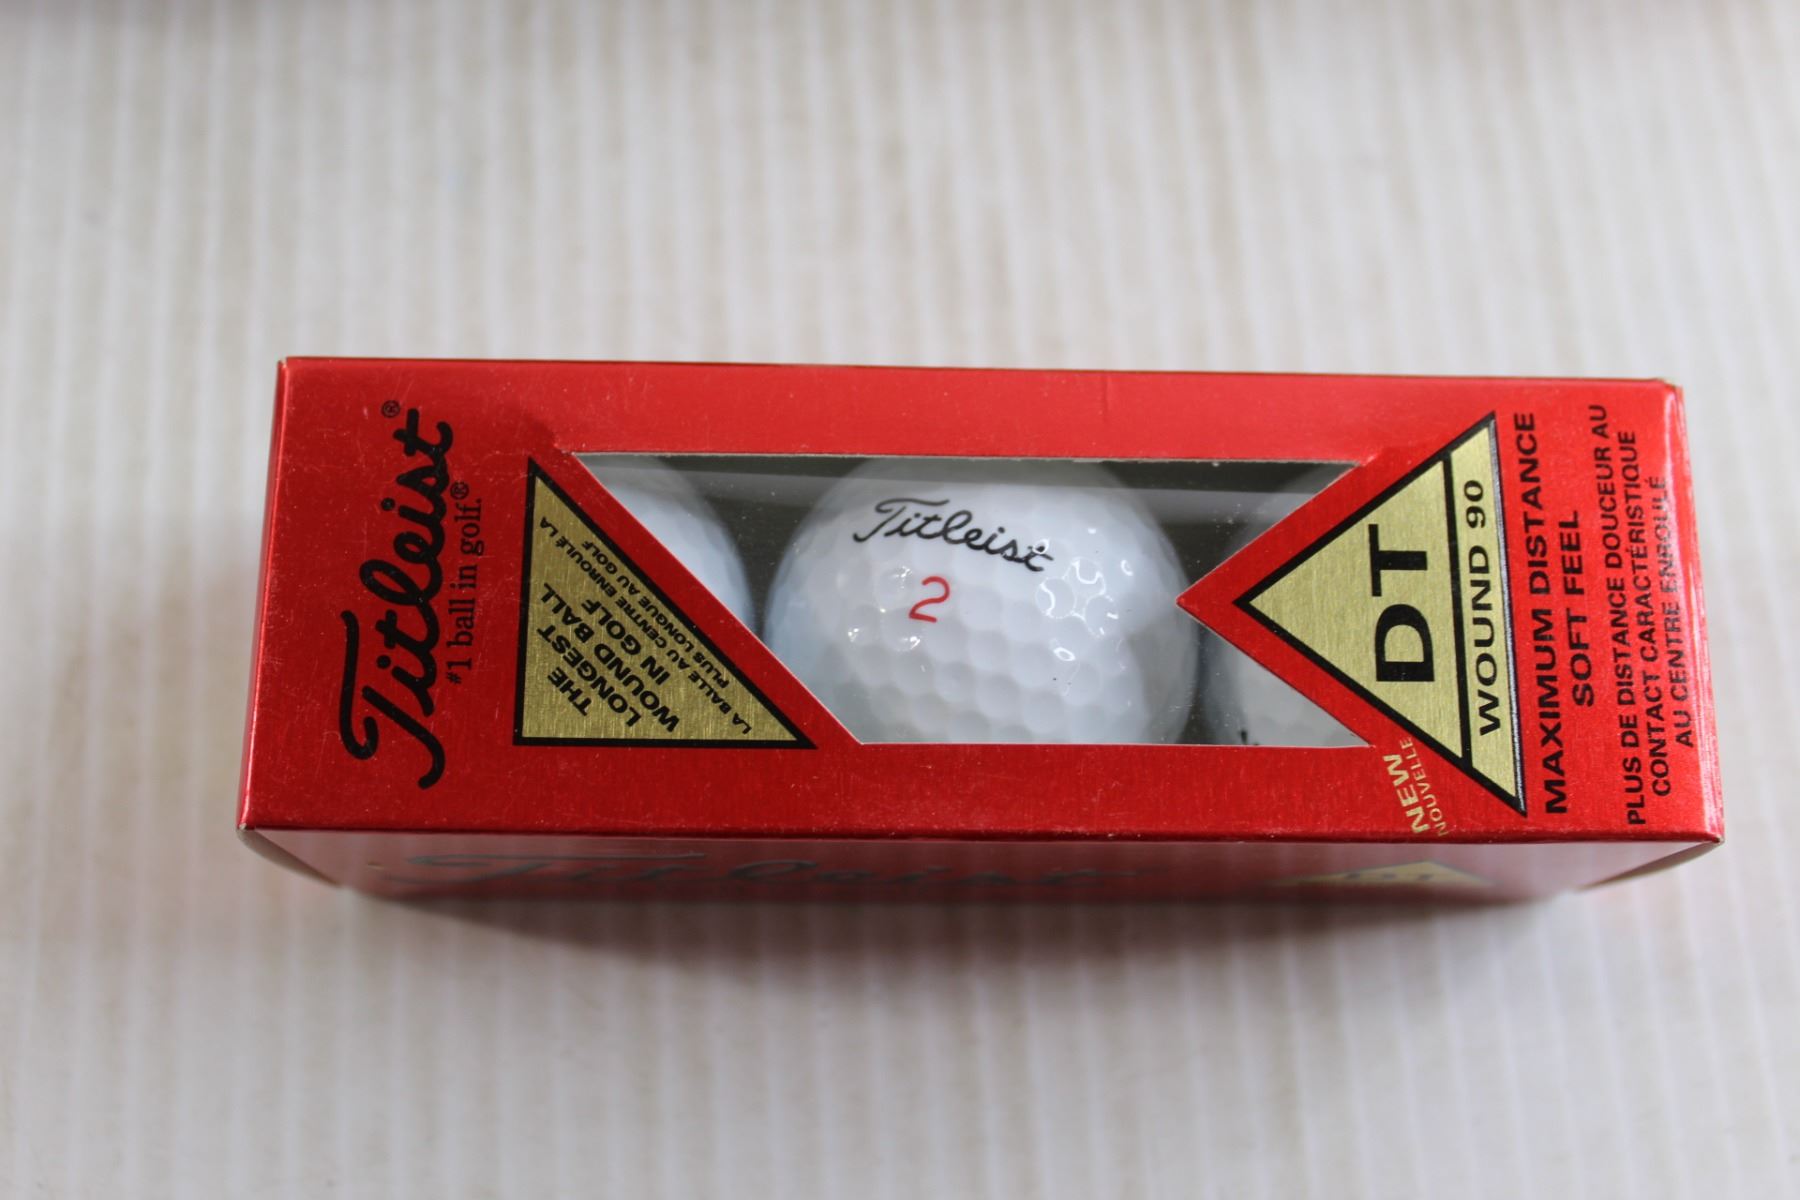 Titleist®
#1 ball in golf.®
THE
LONGEST
WOUND BALL
IN GOLF
LA BALLE AU CENTRE ENROULÉ LA
PLUS LONGUE AU GOLF
Titleist
2
NEW
NOUVELLE
DT
WOUND 90
MAXIMUM DISTANCE
SOFT FEEL
PLUS DE DISTANCE DOUCEUR AU
CONTACT CARACTÉRISTIQUE
AU CENTRE ENROULÉ
Titleist
DT